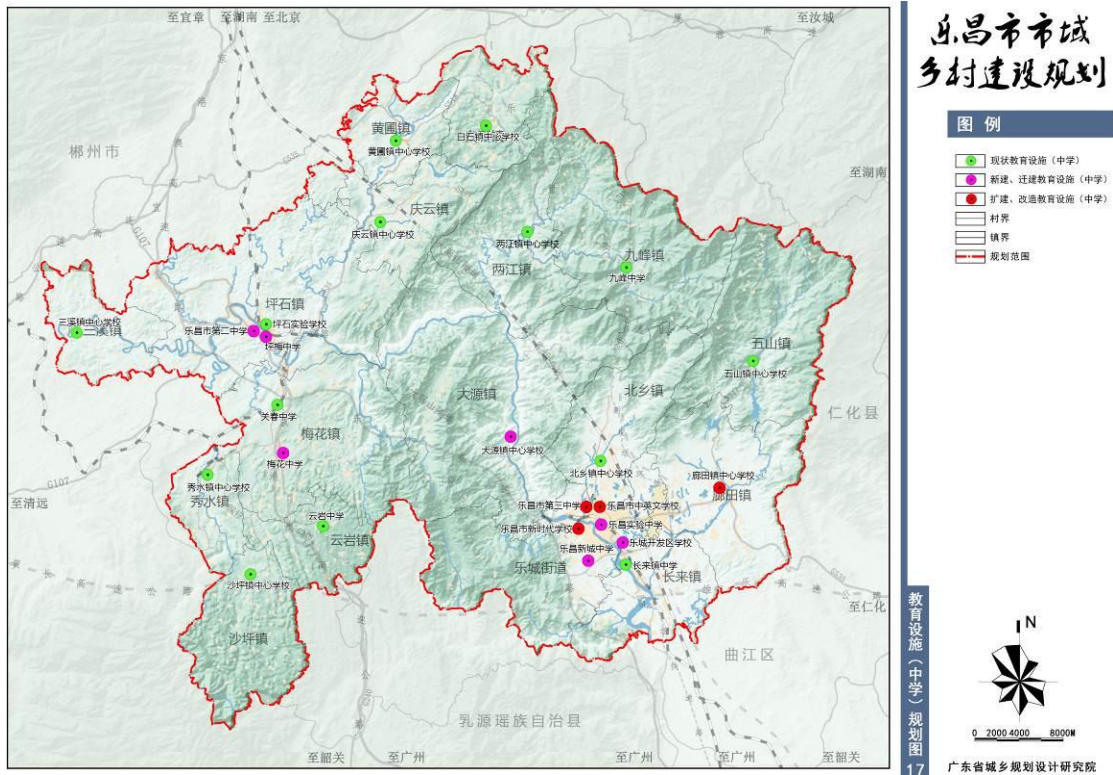 乐昌市市域
乡村建设规划
图例
现状教育设施（中学）
新建、迁建教育设施（中学）
扩建、改造教育设施（中学）
村界
镇界
规划范围
至宜章
至湖南
至北京
至汝城
郴州市
至湖南
黄圃镇
黄圃镇中心学校
白石镇中心学校
庆云镇
庆云镇中心学校
两江镇中心学校
两江镇
九峰镇
九峰中学
坪石镇
坪石实验学校
乐昌市第二中学
坪梅中学
三溪镇中心学校
三溪镇
五山镇
五山镇中心学校
大源镇
北乡镇
仁化县
关春中学
梅花镇
梅花中学
大源镇中心学校
北乡镇中心学校
廊田镇中心学校
廊田镇
至清远
G107
G107
秀水镇中心学校
秀水镇
云岩中学
云岩镇
乐昌市第三中学
乐昌市中英文学校
乐昌市新时代学校
乐昌实验中学
乐城开发区学校
乐昌新城中学
乐城街道
长来镇中学
长来镇
沙坪镇中心学校
沙坪镇
至仁化
曲江区
乳源瑶族自治县
至韶关
至广州
至广州
至广州
至韶关
教育设施（中学）规划图
17
N
0 2000 4000 8000M
广东省城乡规划设计研究院